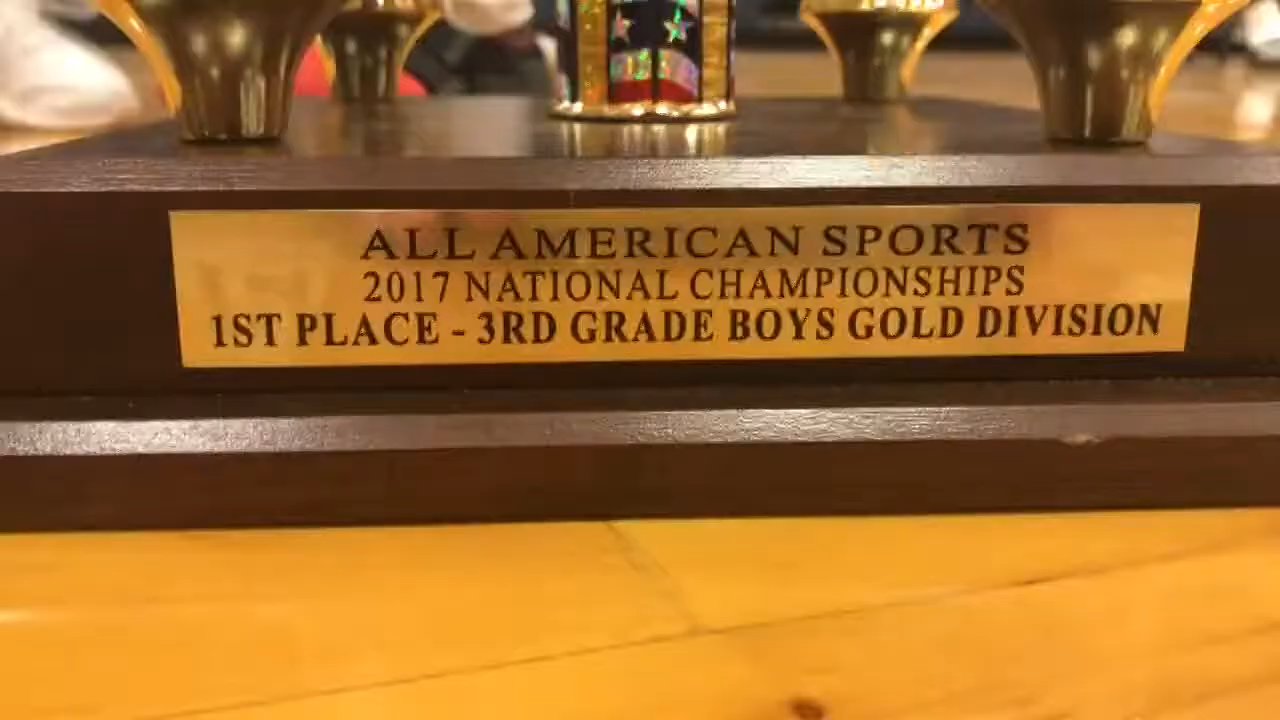 ALL AMERICAN SPORTS
2017 NATIONAL CHAMPIONSHIPS
1ST PLACE - 3RD GRADE BOYS GOLD DIVISION